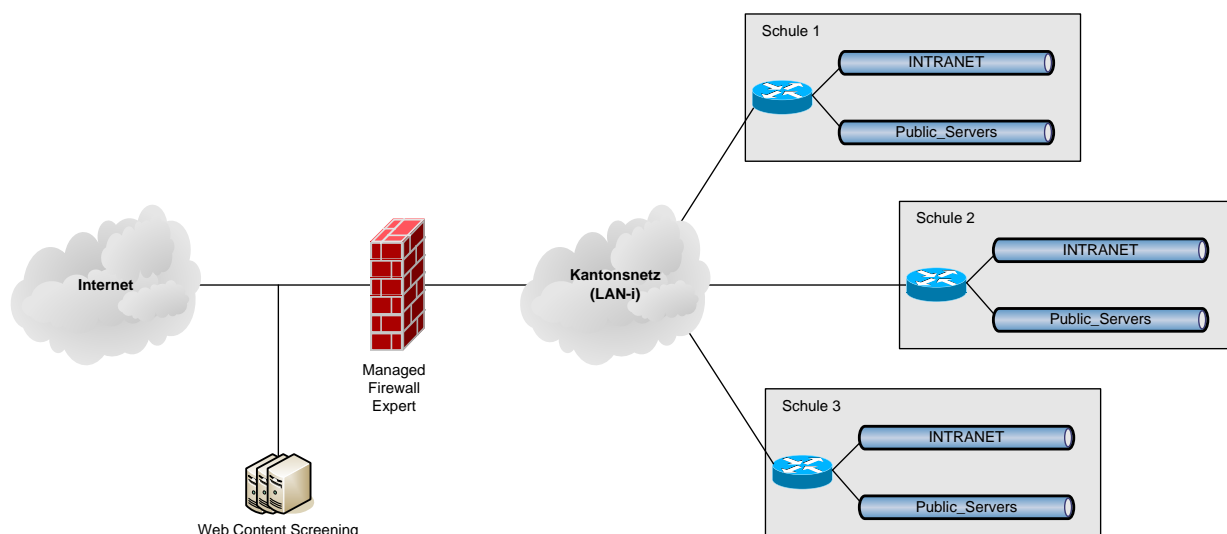 Schule 1
INTRANET
Public_Servers
Schule 2
INTRANET
Public_Servers
Internet
Kantonsnetz
(LAN-i)
Managed
Firewall
Expert
Schule 3
INTRANET
Public_Servers
Web Content Screening